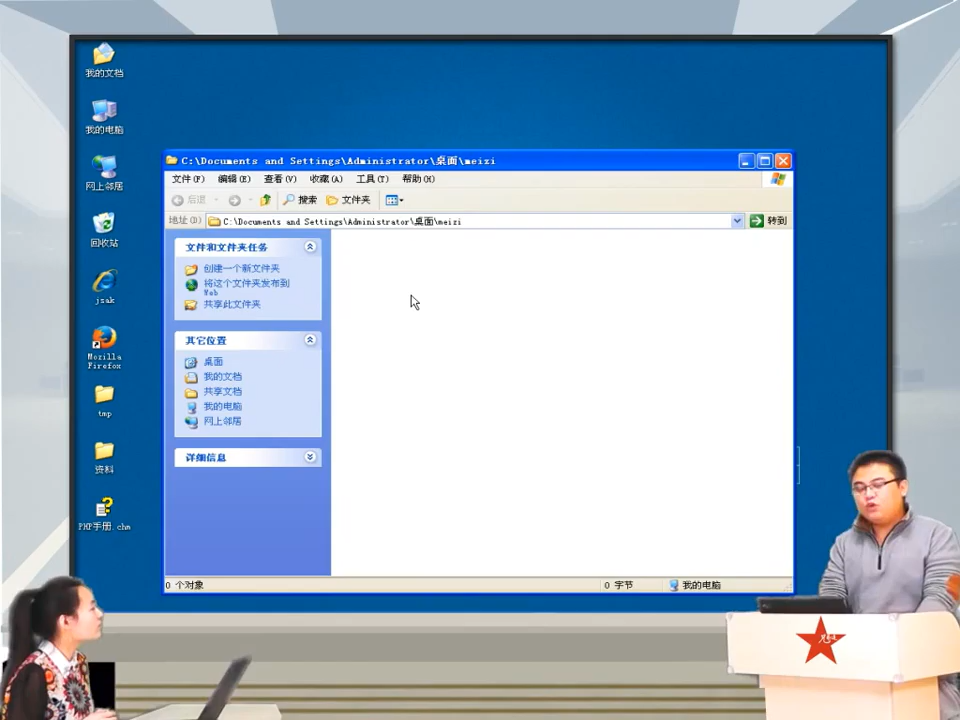 我的文档
我的电脑
网上邻居
回收站
jsak
Mozilla
Firefox
tmp
资料
PHP手册.chm
C:\Documents and Settings\Administrator\桌面\meizi
文件(F) 编辑(E) 查看(V) 收藏(A) 工具(T) 帮助(H)
后退 搜索 文件夹
地址(D) C:\Documents and Settings\Administrator\桌面\meizi 转到
文件和文件夹任务
创建一个新文件夹
将这个文件夹发布到
Web
共享此文件夹
其它位置
桌面
我的文档
共享文档
我的电脑
网上邻居
详细信息
0 个对象 0 字节 我的电脑